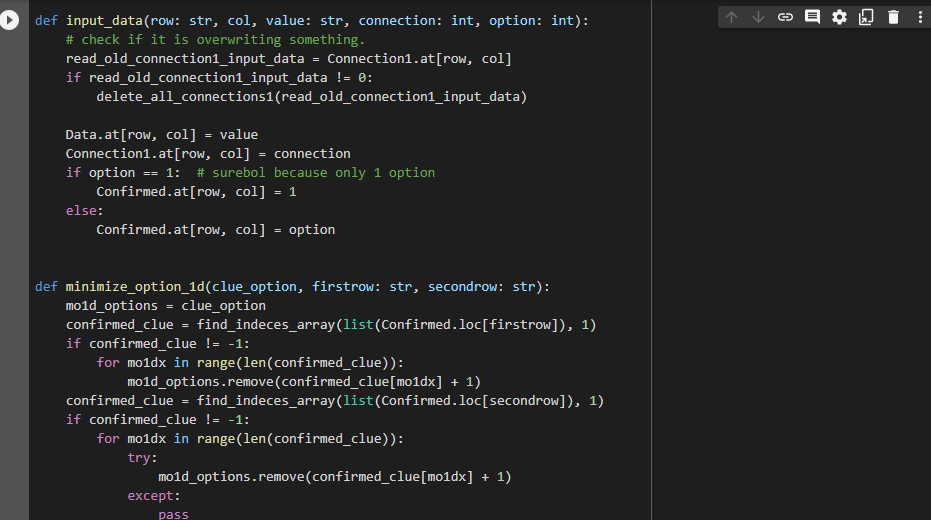 def input_data(row: str, col, value: str, connection: int, option: int):
    # check if it is overwriting something.
    read_old_connection1_input_data = Connection1.at[row, col]
    if read_old_connection1_input_data != 0:
        delete_all_connections1(read_old_connection1_input_data)

    Data.at[row, col] = value
    Connection1.at[row, col] = connection
    if option == 1:  # surebol because only 1 option
        Confirmed.at[row, col] = 1
    else:
        Confirmed.at[row, col] = option


def minimize_option_1d(clue_option, firstrow: str, secondrow: str):
    mo1d_options = clue_option
    confirmed_clue = find_indeces_array(list(Confirmed.loc[firstrow]), 1)
    if confirmed_clue != -1:
        for mo1dx in range(len(confirmed_clue)):
            mo1d_options.remove(confirmed_clue[mo1dx] + 1)
    confirmed_clue = find_indeces_array(list(Confirmed.loc[secondrow]), 1)
    if confirmed_clue != -1:
        for mo1dx in range(len(confirmed_clue)):
            try:
                mo1d_options.remove(confirmed_clue[mo1dx] + 1)
            except:
                pass